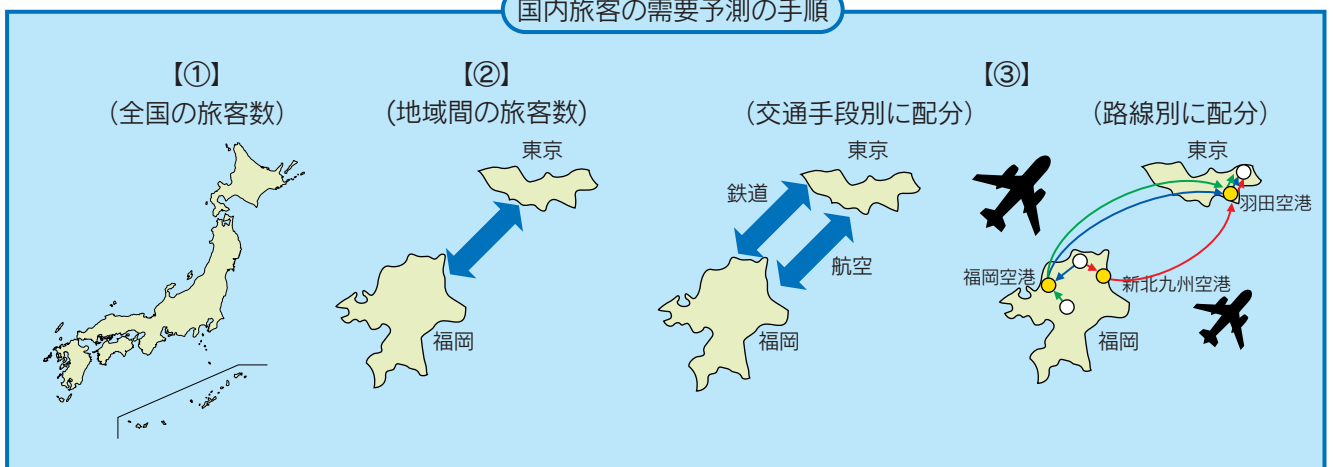 国内旅客の需要予測の手順
【①】
(全国の旅客数)
【②】
(地域間の旅客数)
【③】
(交通手段別に配分)
(路線別に配分)
東京
福岡
東京
鉄道
航空
福岡
東京
羽田空港
福岡空港
新北九州空港
福岡